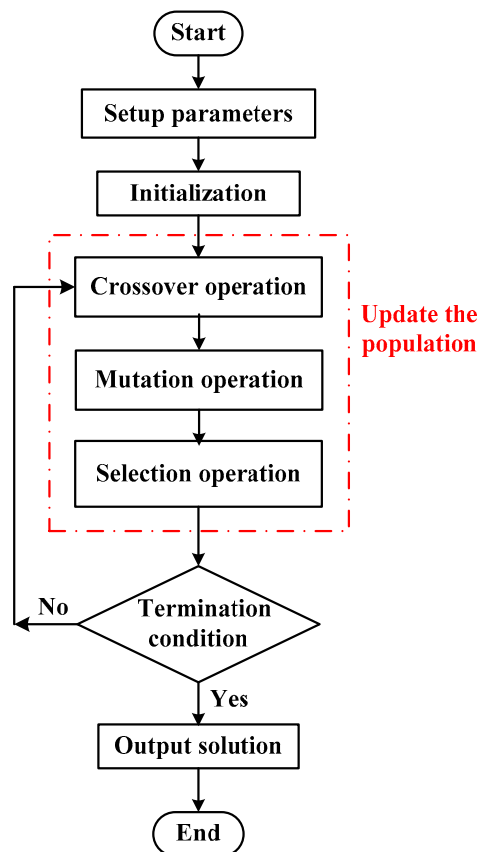 Start
Setup parameters
Initialization
Crossover operation
Update the
population
Mutation operation
Selection operation
No
Termination
condition
Yes
Output solution
End